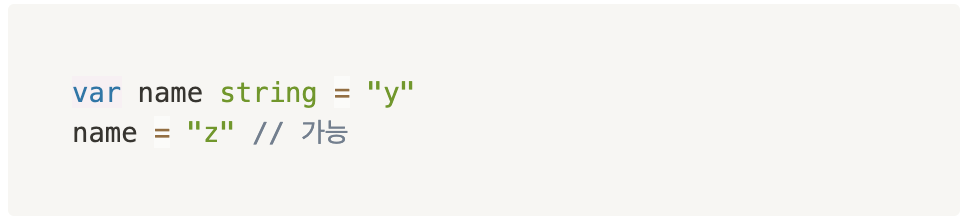 var name string = "y"
name = "z" // 가능